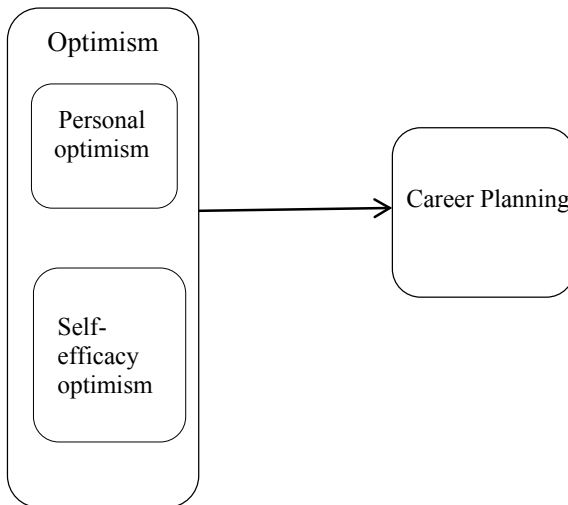 Optimism
Personal
optimism
Self-
efficacy
optimism
Career Planning